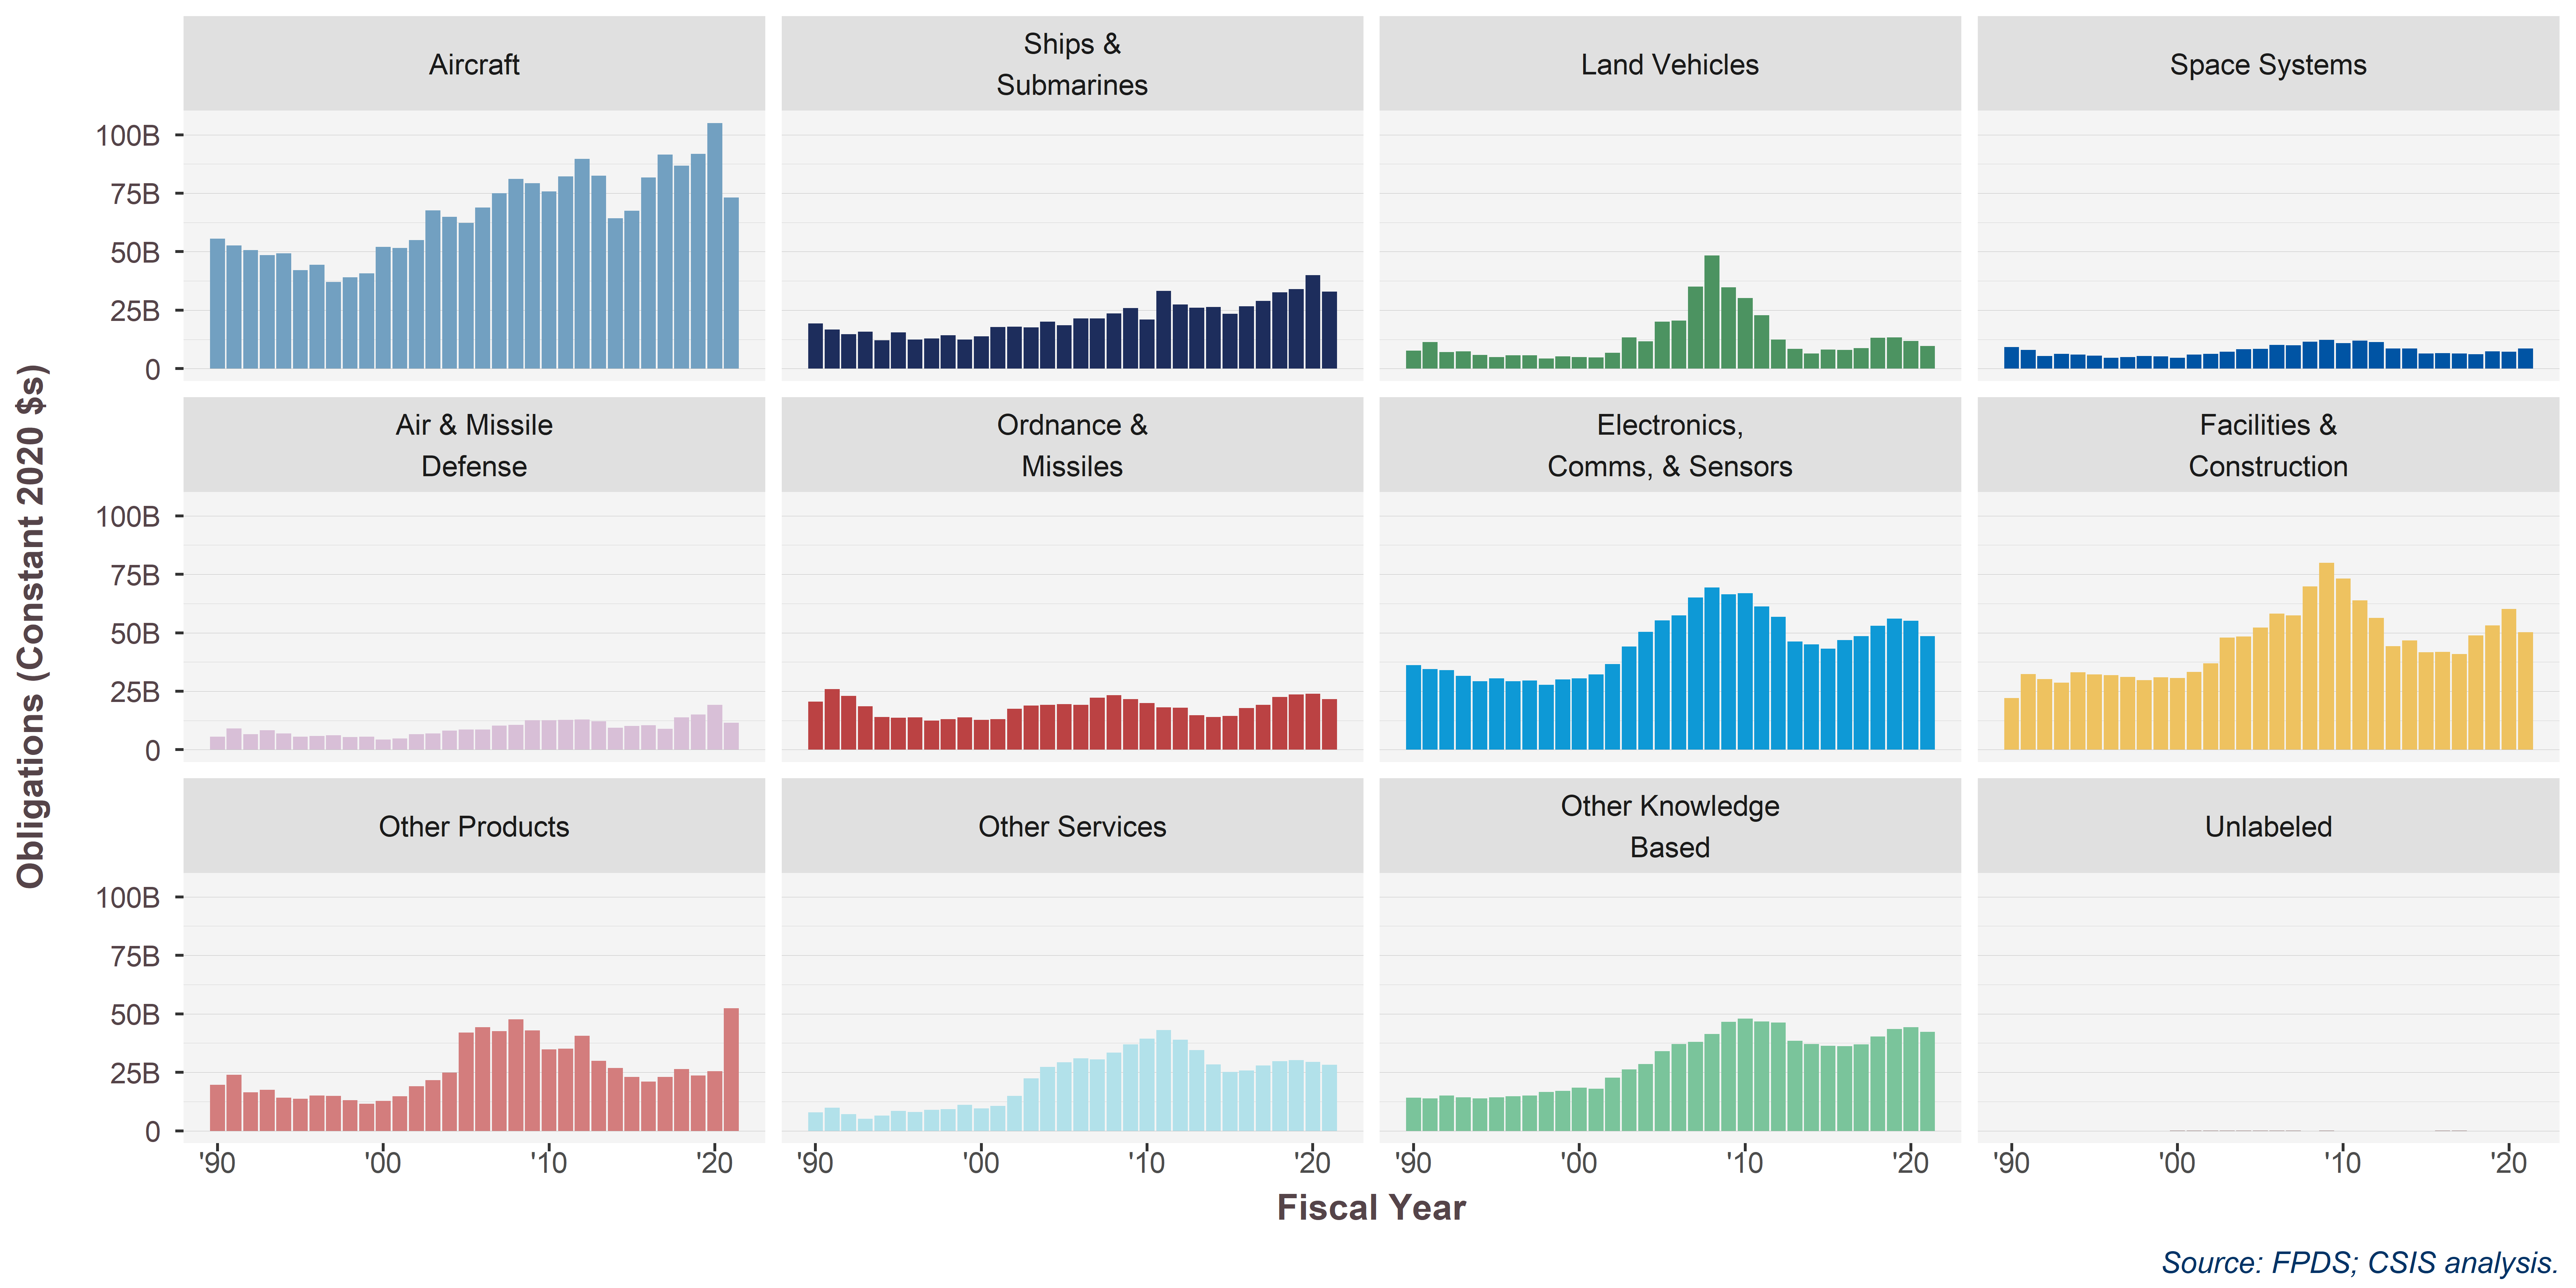 Aircraft
Ships &
Submarines
Land Vehicles
Space Systems
100B
75B
50B
25B
0
Air & Missile
Defense
Ordnance &
Missiles
Electronics,
Comms, & Sensors
Facilities &
Construction
100B
75B
50B
25B
0
Other Products
Other Services
Other Knowledge
Based
Unlabeled
100B
75B
50B
25B
0
'90 '00 '10 '20
'90 '00 '10 '20
'90 '00 '10 '20
'90 '00 '10 '20
Obligations (Constant 2020 $s)
Fiscal Year
Source: FPDS; CSIS analysis.